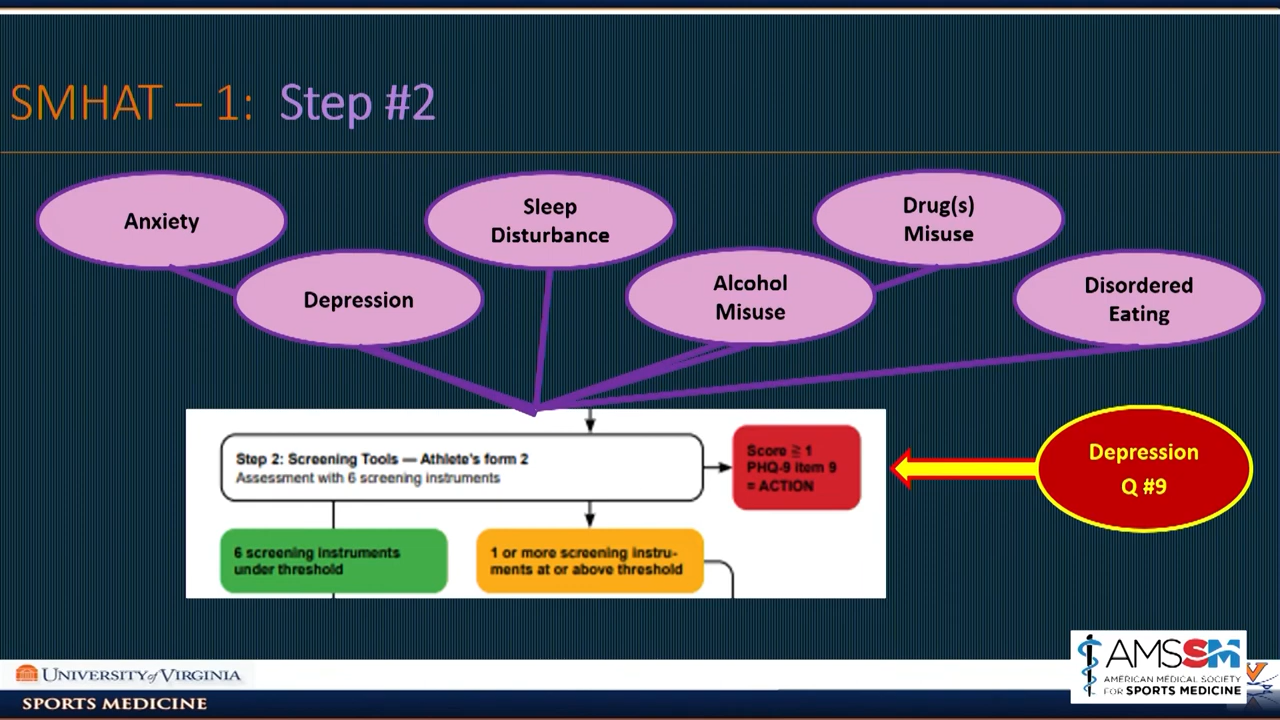 SMHAT – 1: Step #2
Anxiety
Sleep
Disturbance
Drug(s)
Misuse
Depression
Alcohol
Misuse
Disordered
Eating
Step 2: Screening Tools — Athlete's form 2
Assessment with 6 screening instruments
Score ≧ 1
PHQ-9 item 9
= ACTION
Depression
Q #9
6 screening instruments
under threshold
1 or more screening instru-
ments at or above threshold
UNIVERSITY of VIRGINIA
SPORTS MEDICINE
AMSSM
AMERICAN MEDICAL SOCIETY
FOR SPORTS MEDICINE